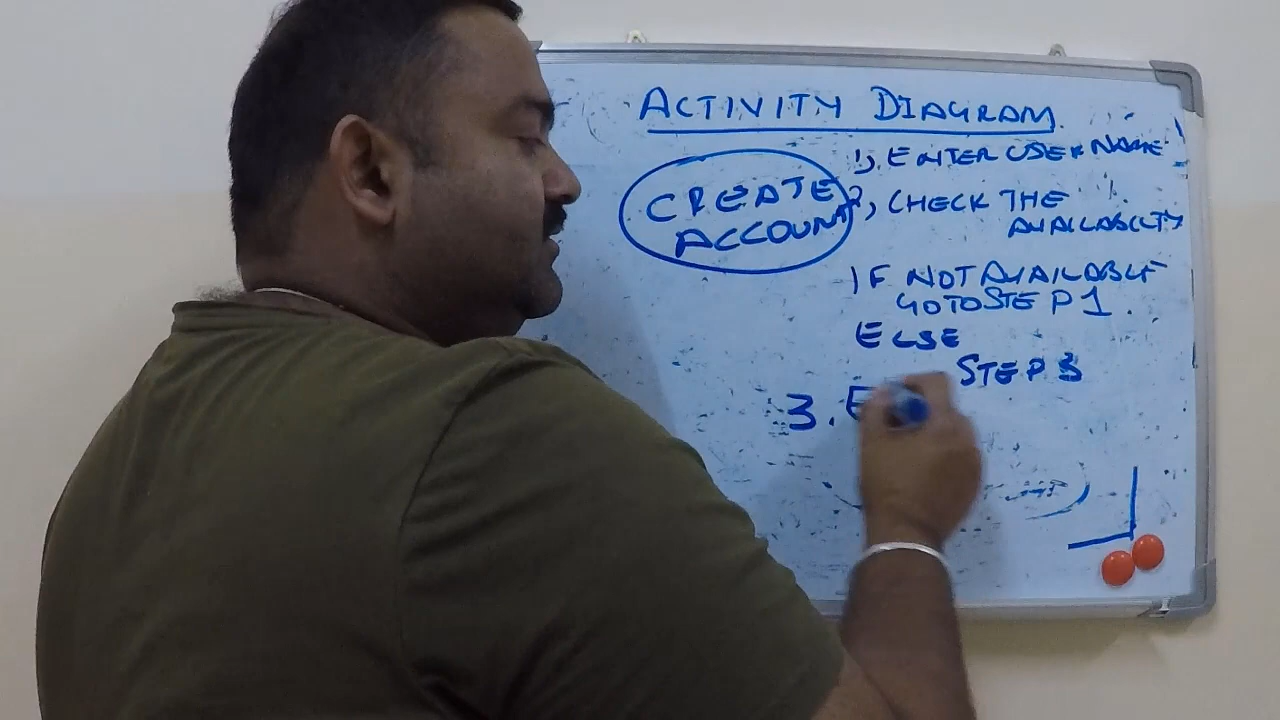 ACTIVITY DIAGRAM
CREATE
ACCOUNT
1, ENTER USER NAME
2, CHECK THE
AVAILABILTY
IF NOT AVAILABLE
GOTO STEP 1.
ELSE
STEP 3
3. E